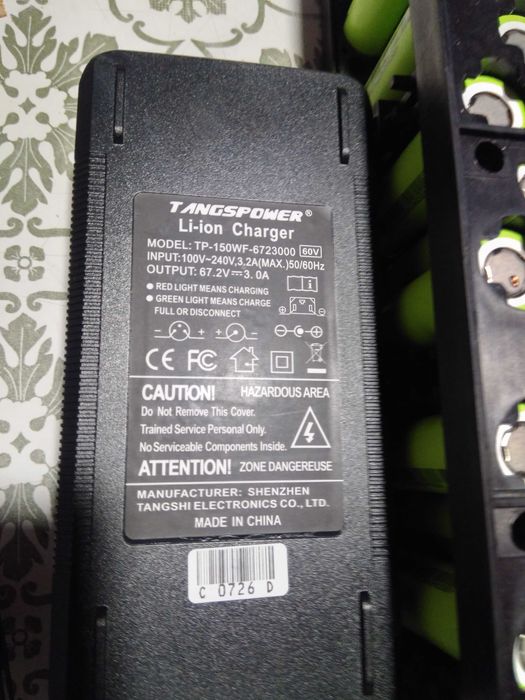 TANGSPOWER®
Li-ion Charger
MODEL: TP-150WF-6723000 60V
INPUT:100V~240V,3.2A(MAX.)50/60Hz
OUTPUT: 67.2V⎓3.0A
● RED LIGHT MEANS CHARGING
● GREEN LIGHT MEANS CHARGE
FULL OR DISCONNECT
CE FC
CAUTION! HAZARDOUS AREA
Do Not Remove This Cover.
Trained Service Personal Only.
No Serviceable Components Inside.
ATTENTION! ZONE DANGEREUSE
MANUFACTURER: SHENZHEN
TANGSHI ELECTRONICS CO., LTD.
MADE IN CHINA
C 0726 D